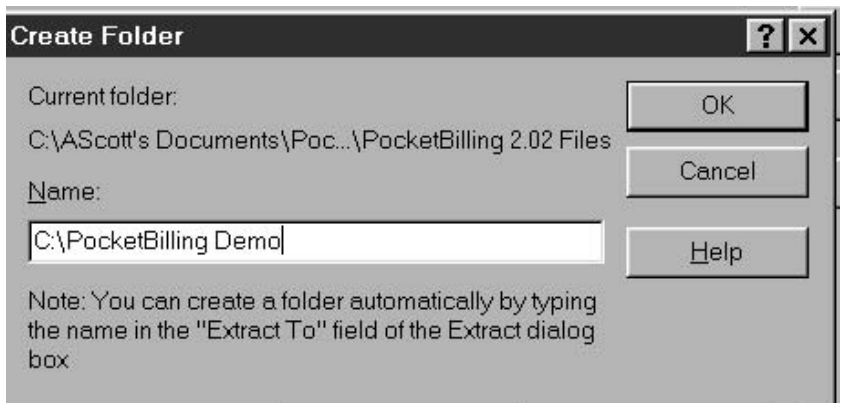 Create Folder
? ×
Current folder:
C:\AScott's Documents\Poc...\PocketBilling 2.02 Files
Name:
C:\PocketBilling Demo
Note: You can create a folder automatically by typing
the name in the "Extract To" field of the Extract dialog
box
OK
Cancel
Help